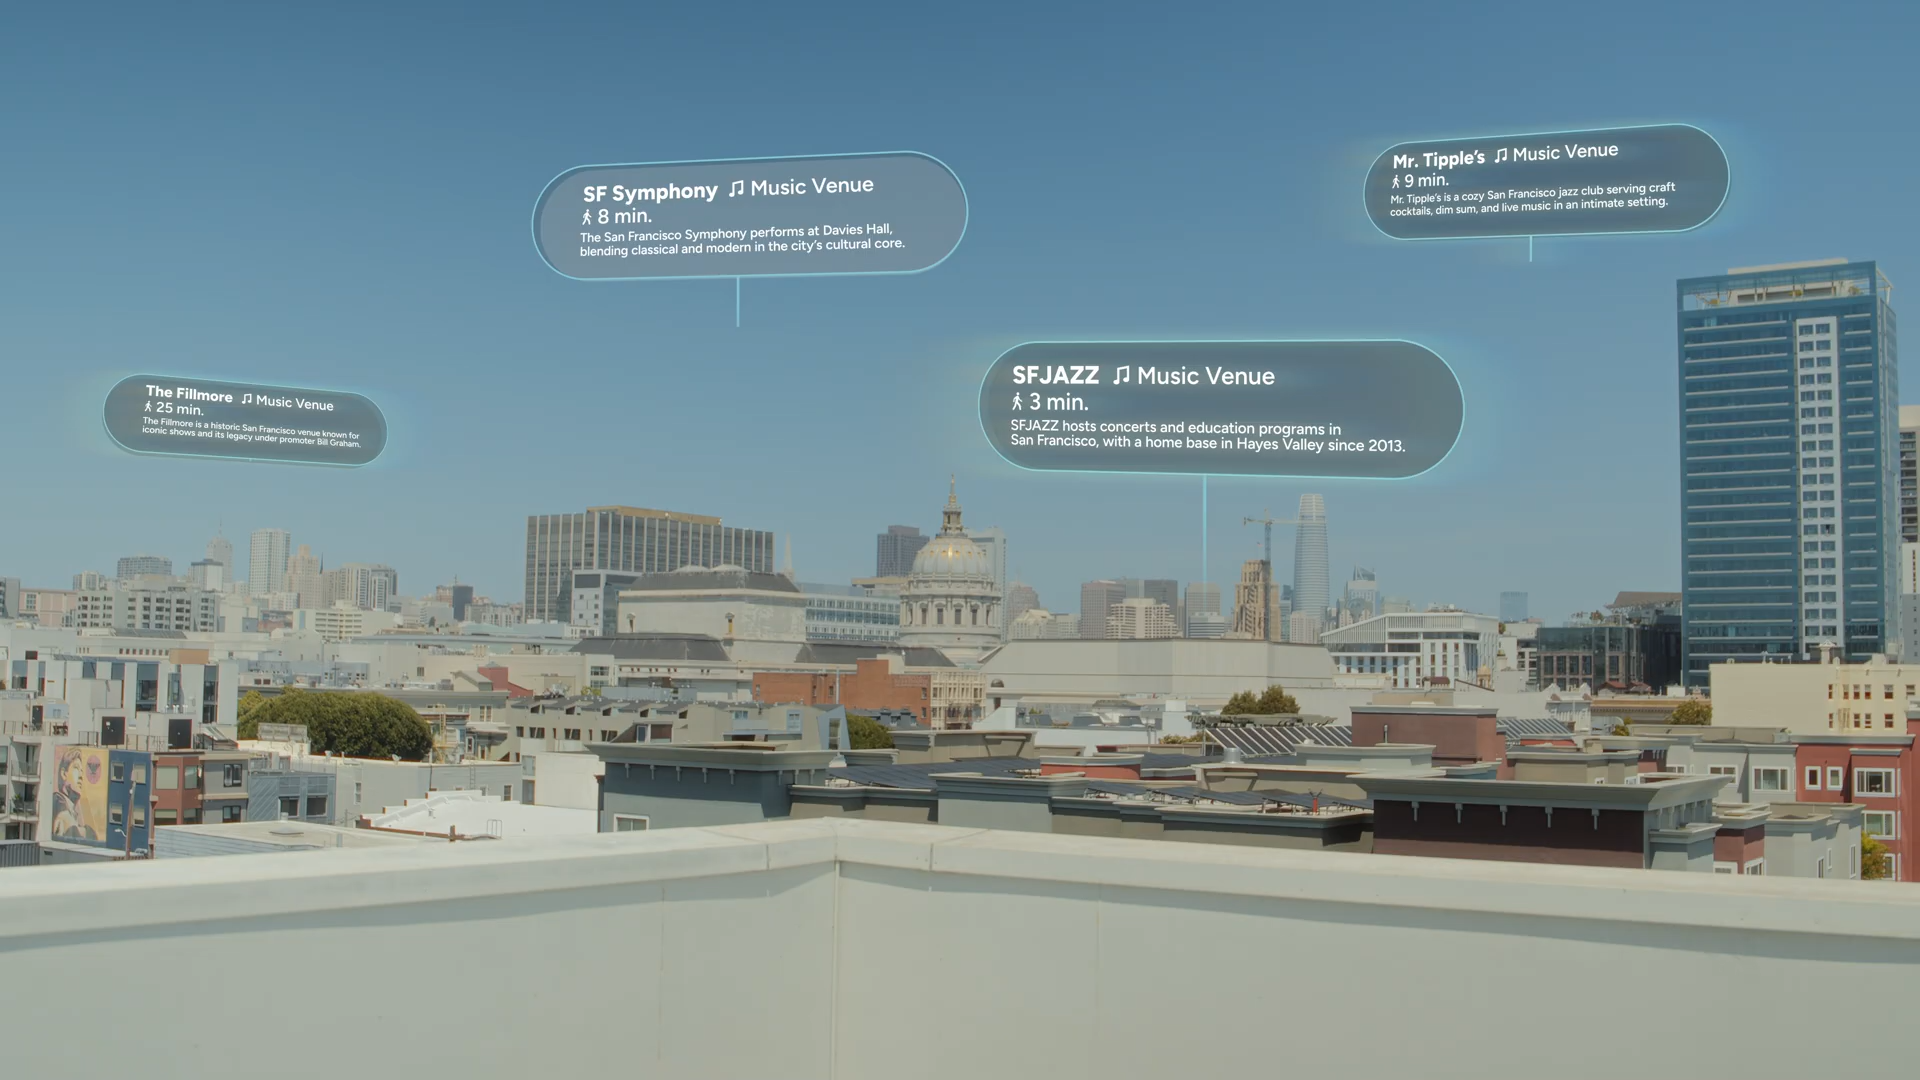 SF Symphony Music Venue
8 min.
The San Francisco Symphony performs at Davies Hall,
blending classical and modern in the city's cultural core.
Mr. Tipple's Music Venue
9 min.
Mr. Tipple's is a cozy San Francisco jazz club serving craft
cocktails, dim sum, and live music in an intimate setting.
The Fillmore Music Venue
25 min.
The Fillmore is a historic San Francisco venue known for
iconic shows and its legacy under promoter Bill Graham.
SFJAZZ Music Venue
3 min.
SFJAZZ hosts concerts and education programs in
San Francisco, with a home base in Hayes Valley since 2013.